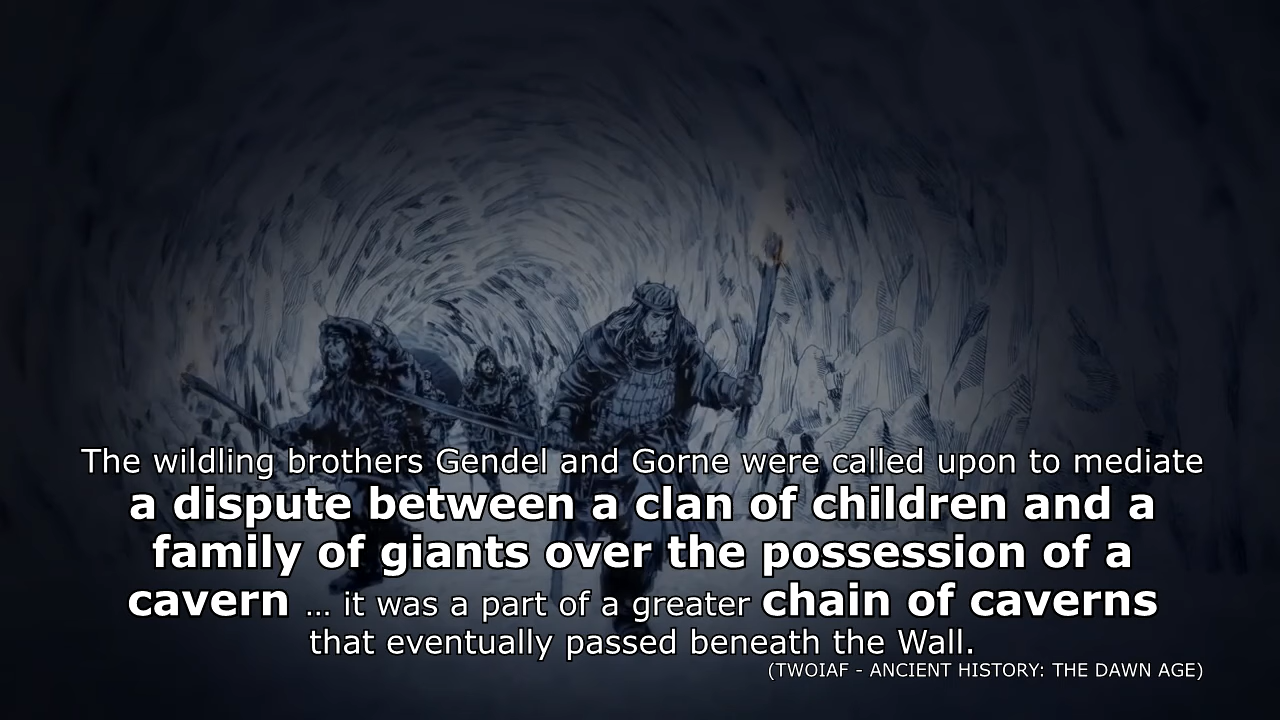 The wildling brothers Gendel and Gorne were called upon to mediate
a dispute between a clan of children and a
family of giants over the possession of a
cavern ... it was a part of a greater chain of caverns
that eventually passed beneath the Wall.
(TWOIAF - ANCIENT HISTORY: THE DAWN AGE)